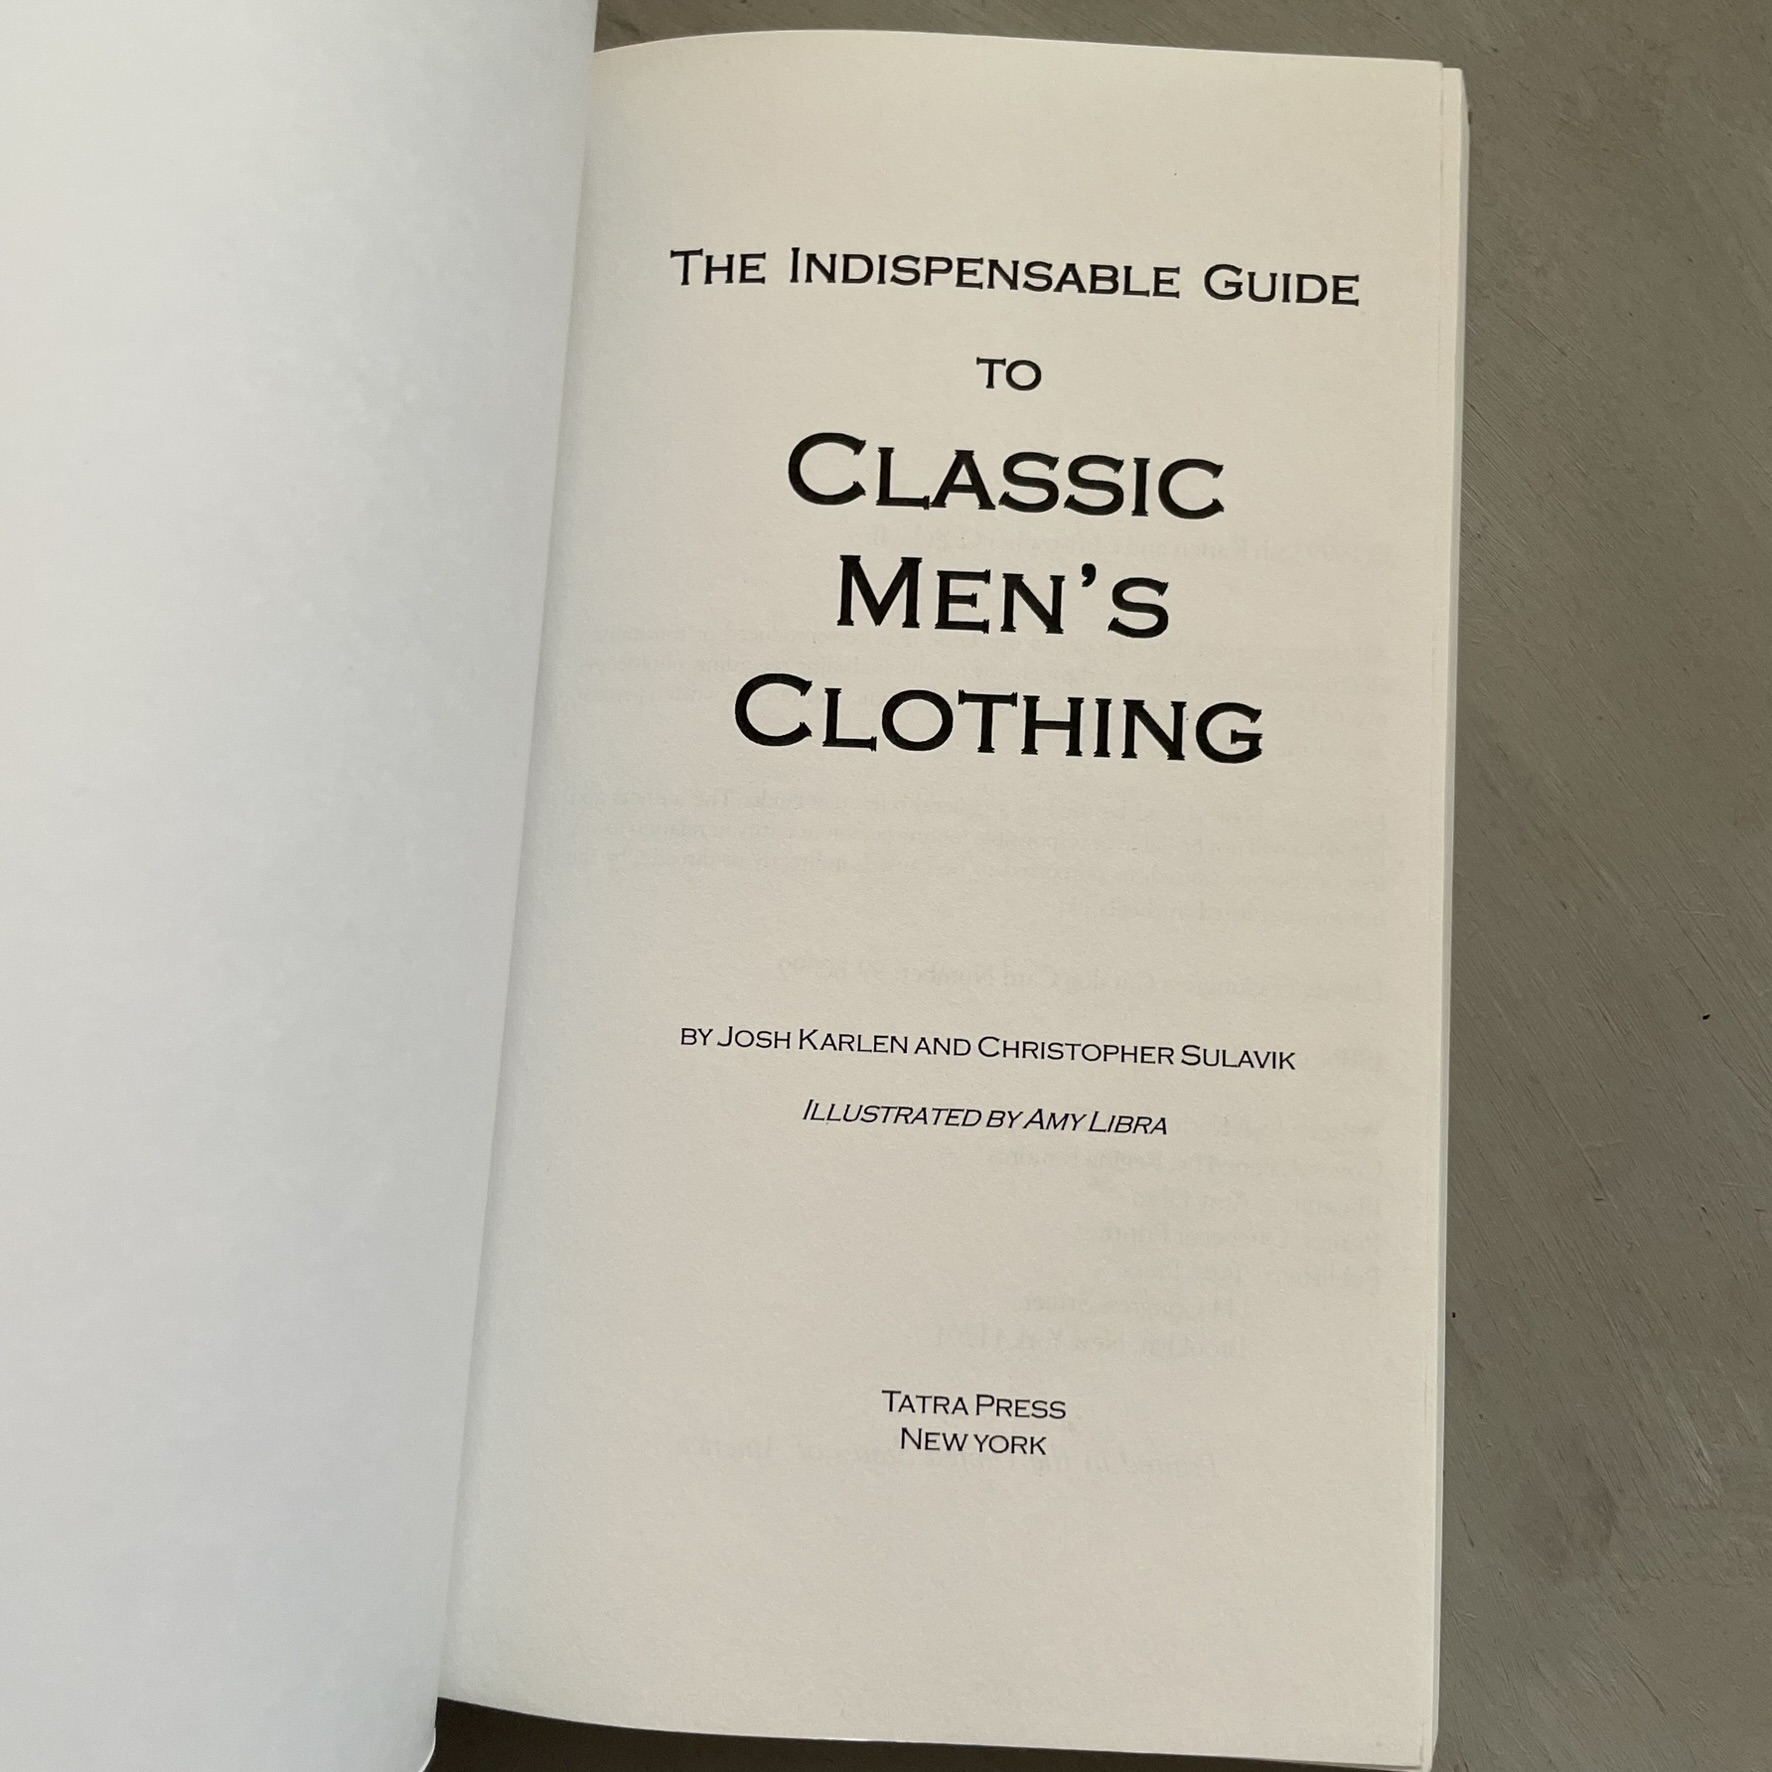 THE INDISPENSABLE GUIDE
TO
CLASSIC
MEN'S
CLOTHING
BY JOSH KARLEN AND CHRISTOPHER SULAVIK
ILLUSTRATED BY AMY LIBRA
TATRA PRESS
NEW YORK